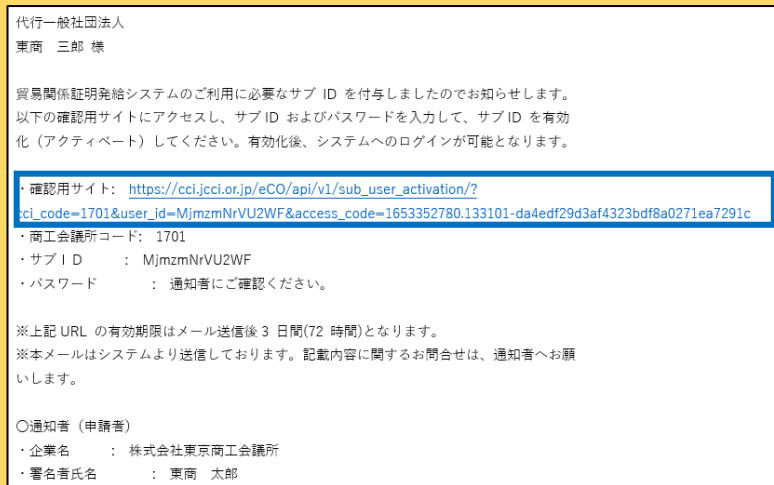 代行一般社団法人
東商　三郎 様
貿易関係証明発給システムのご利用に必要なサブ ID を付与しましたのでお知らせします。
以下の確認用サイトにアクセスし、サブ ID およびパスワードを入力して、サブ ID を有効
化（アクティベート）してください。有効化後、システムへのログインが可能となります。
・確認用サイト: https://cci.jcci.or.jp/eCO/api/v1/sub_user_activation/?
cci_code=1701&user_id=MjmzmNrVU2WF&access_code=1653352780.133101-da4edf29d3af4323bdf8a0271ea7291c
・商工会議所コード: 1701
・サブＩＤ　　: MjmzmNrVU2WF
・パスワード　　　: 通知者にご確認ください。
※上記 URL の有効期限はメール送信後 3 日間(72 時間)となります。
※本メールはシステムより送信しております。記載内容に関するお問合せは、通知者へお願
いします。
〇通知者（申請者）
・企業名　　: 株式会社東京商工会議所
・署名者氏名　　　: 東商　太郎